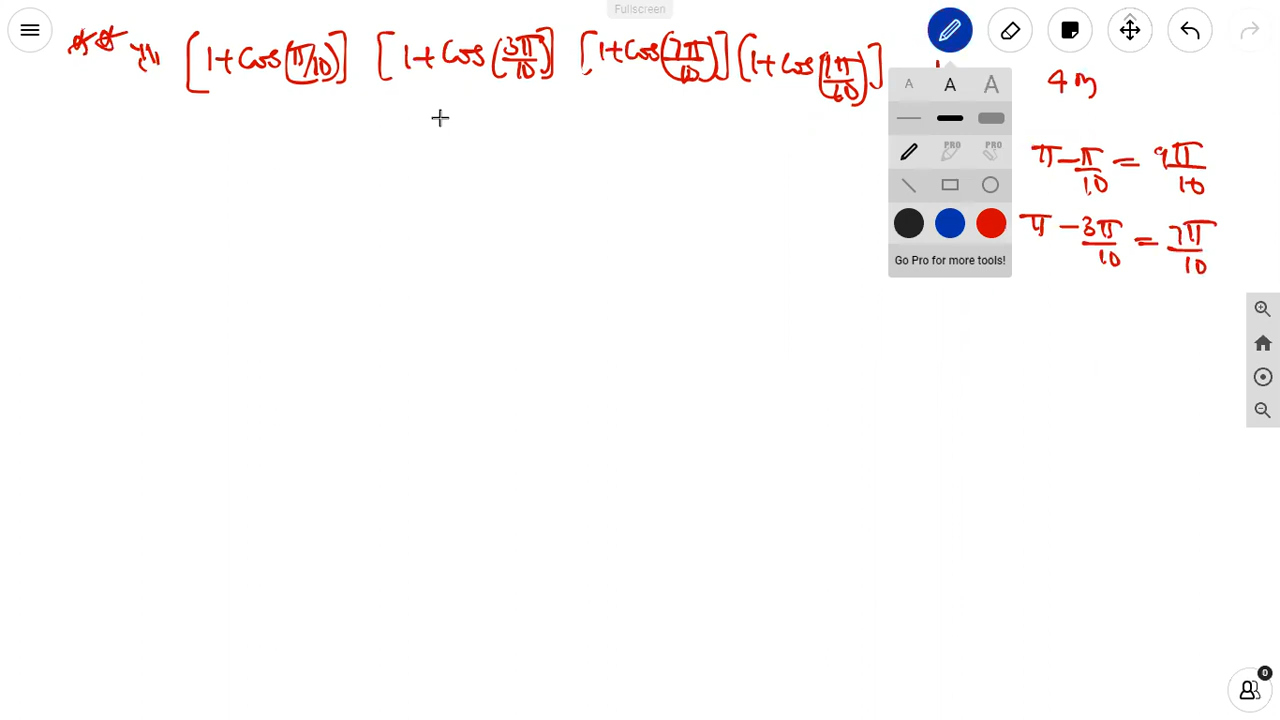 Fullscreen
[1+cos(π/10)] [1+cos(3π/10)] [1+cos(7π/10)] (1+cos(9π/10)]
4 m
A A A
π - π/10 = 9π/10
PRO PRO
π - 3π/10 = 7π/10
Go Pro for more tools!
0